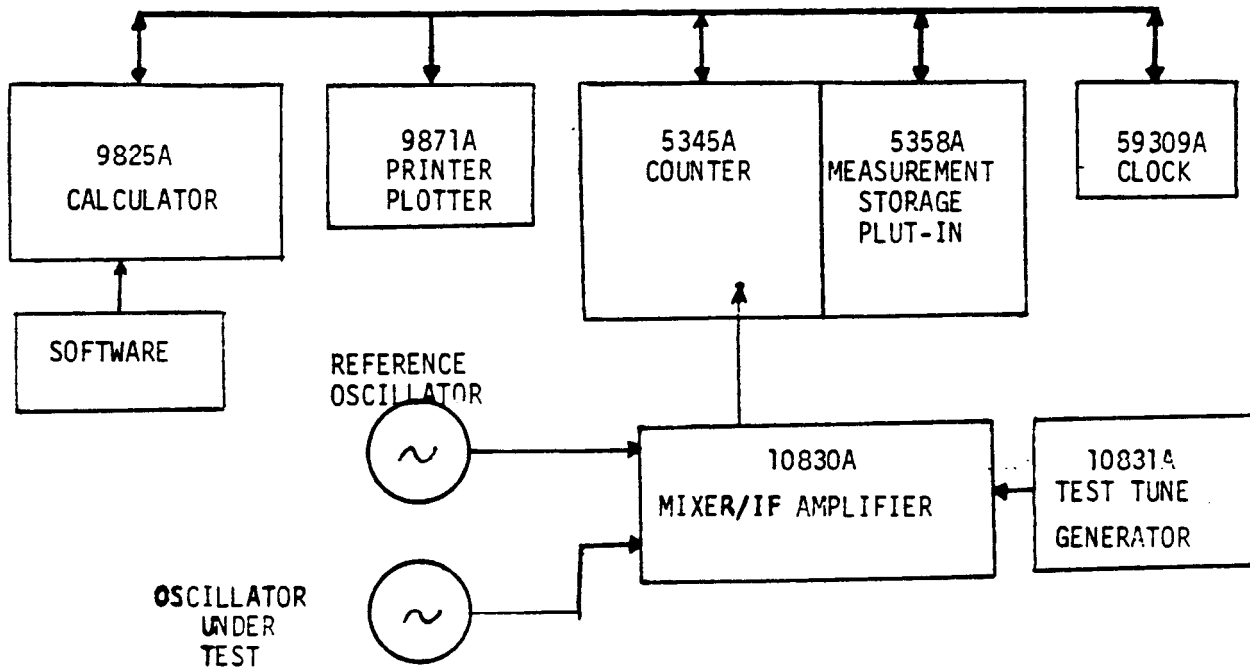 9825A
CALCULATOR
9871A
PRINTER
PLOTTER
5345A
COUNTER
5358A
MEASUREMENT
STORAGE
PLUT-IN
59309A
CLOCK
SOFTWARE
REFERENCE
OSCILLATOR
10830A
MIXER/IF AMPLIFIER
10831A
TEST TUNE
GENERATOR
OSCILLATOR
UNDER
TEST